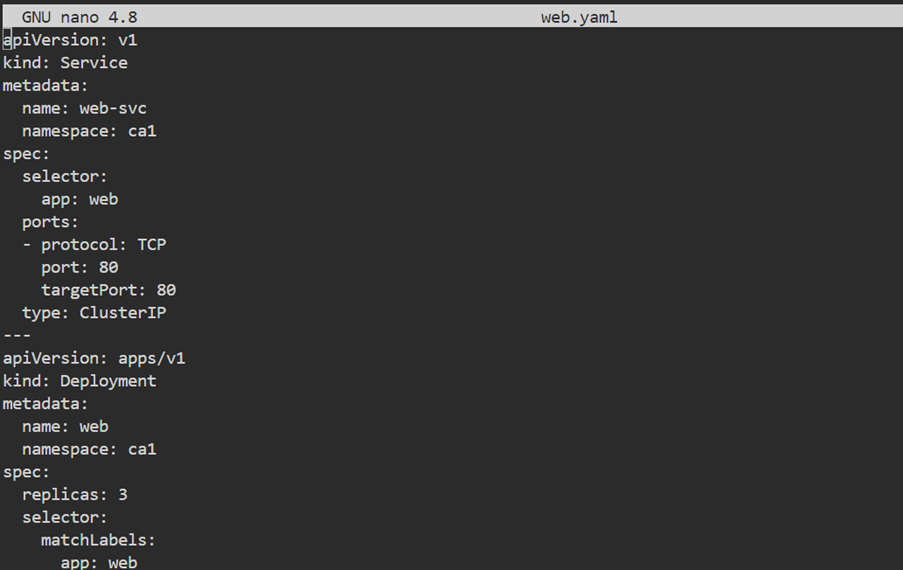 GNU nano 4.8 web.yaml
apiVersion: v1
kind: Service
metadata:
  name: web-svc
  namespace: ca1
spec:
  selector:
    app: web
  ports:
  - protocol: TCP
    port: 80
    targetPort: 80
  type: ClusterIP
---
apiVersion: apps/v1
kind: Deployment
metadata:
  name: web
  namespace: ca1
spec:
  replicas: 3
  selector:
    matchLabels:
      app: web